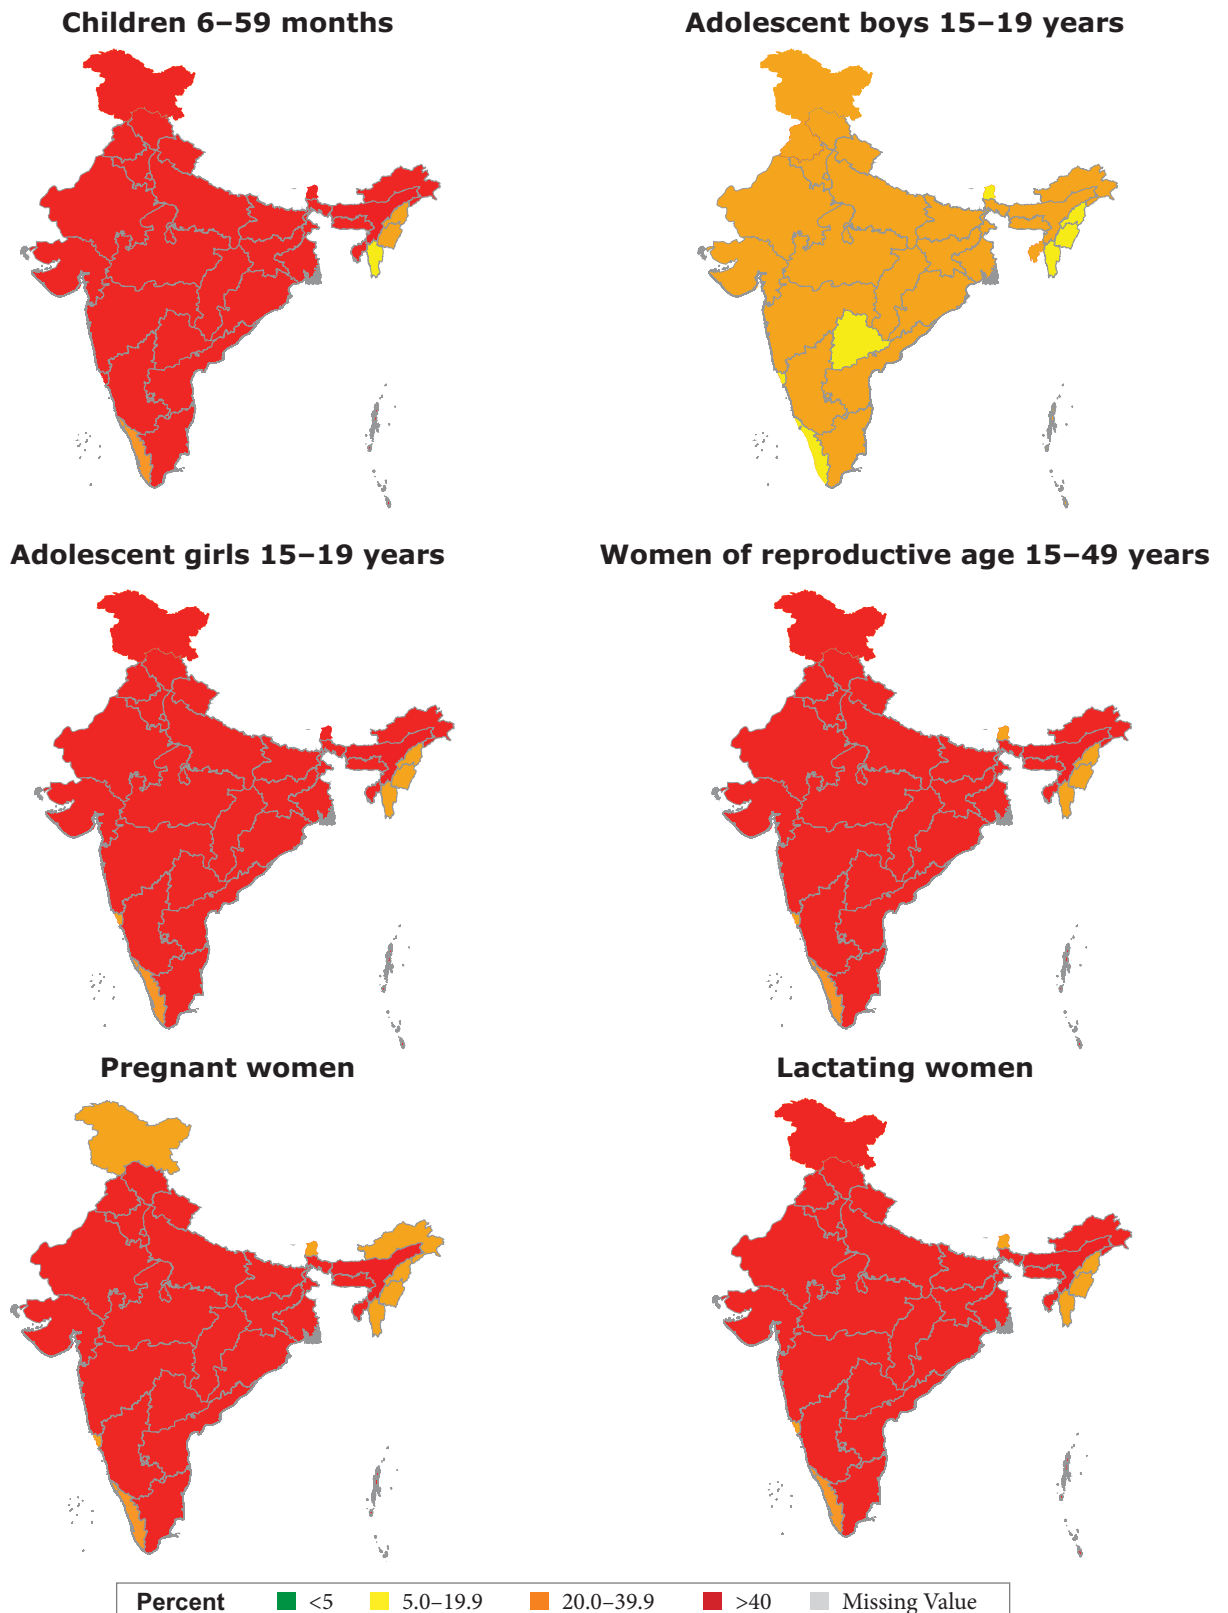 Children 6–59 months
Adolescent boys 15–19 years
Adolescent girls 15–19 years
Women of reproductive age 15–49 years
Pregnant women
Lactating women
Percent <5 5.0–19.9 20.0–39.9 >40 Missing Value